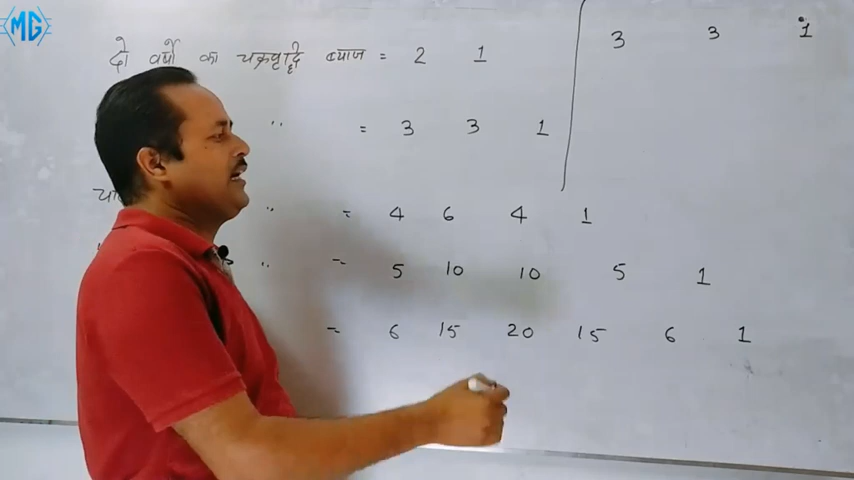 MG
दो वर्षो का चक्रवृद्धि ब्याज = 2 1
" = 3 3 1
" = 4 6 4 1
" = 5 10 10 5 1
= 6 15 20 15 6 1
3 3 1